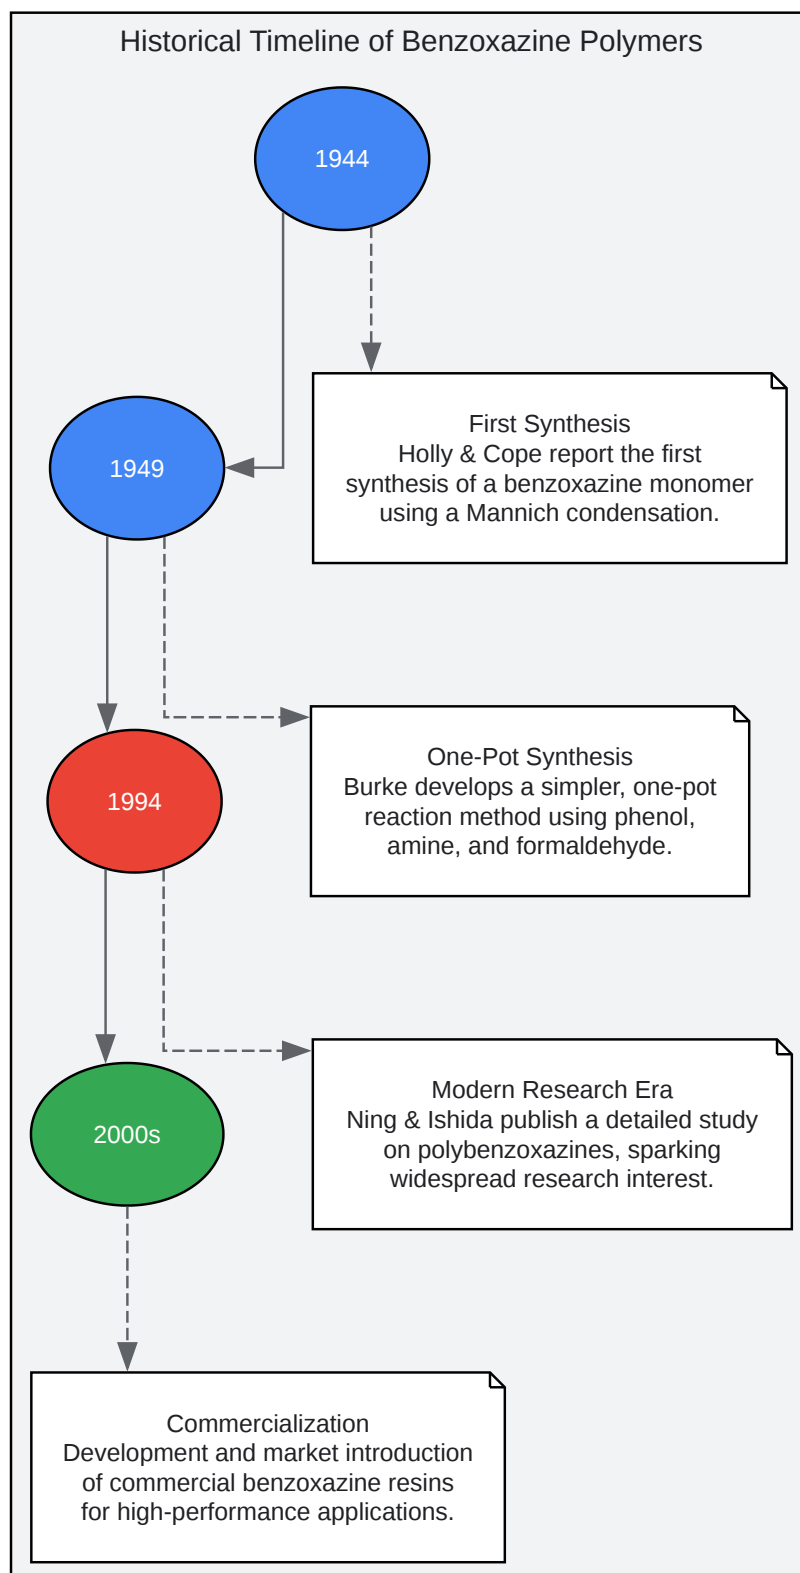 Historical Timeline of Benzoxazine Polymers
1944
First Synthesis
Holly & Cope report the first
synthesis of a benzoxazine monomer
using a Mannich condensation.
1949
One-Pot Synthesis
Burke develops a simpler, one-pot
reaction method using phenol,
amine, and formaldehyde.
1994
Modern Research Era
Ning & Ishida publish a detailed study
on polybenzoxazines, sparking
widespread research interest.
2000s
Commercialization
Development and market introduction
of commercial benzoxazine resins
for high-performance applications.